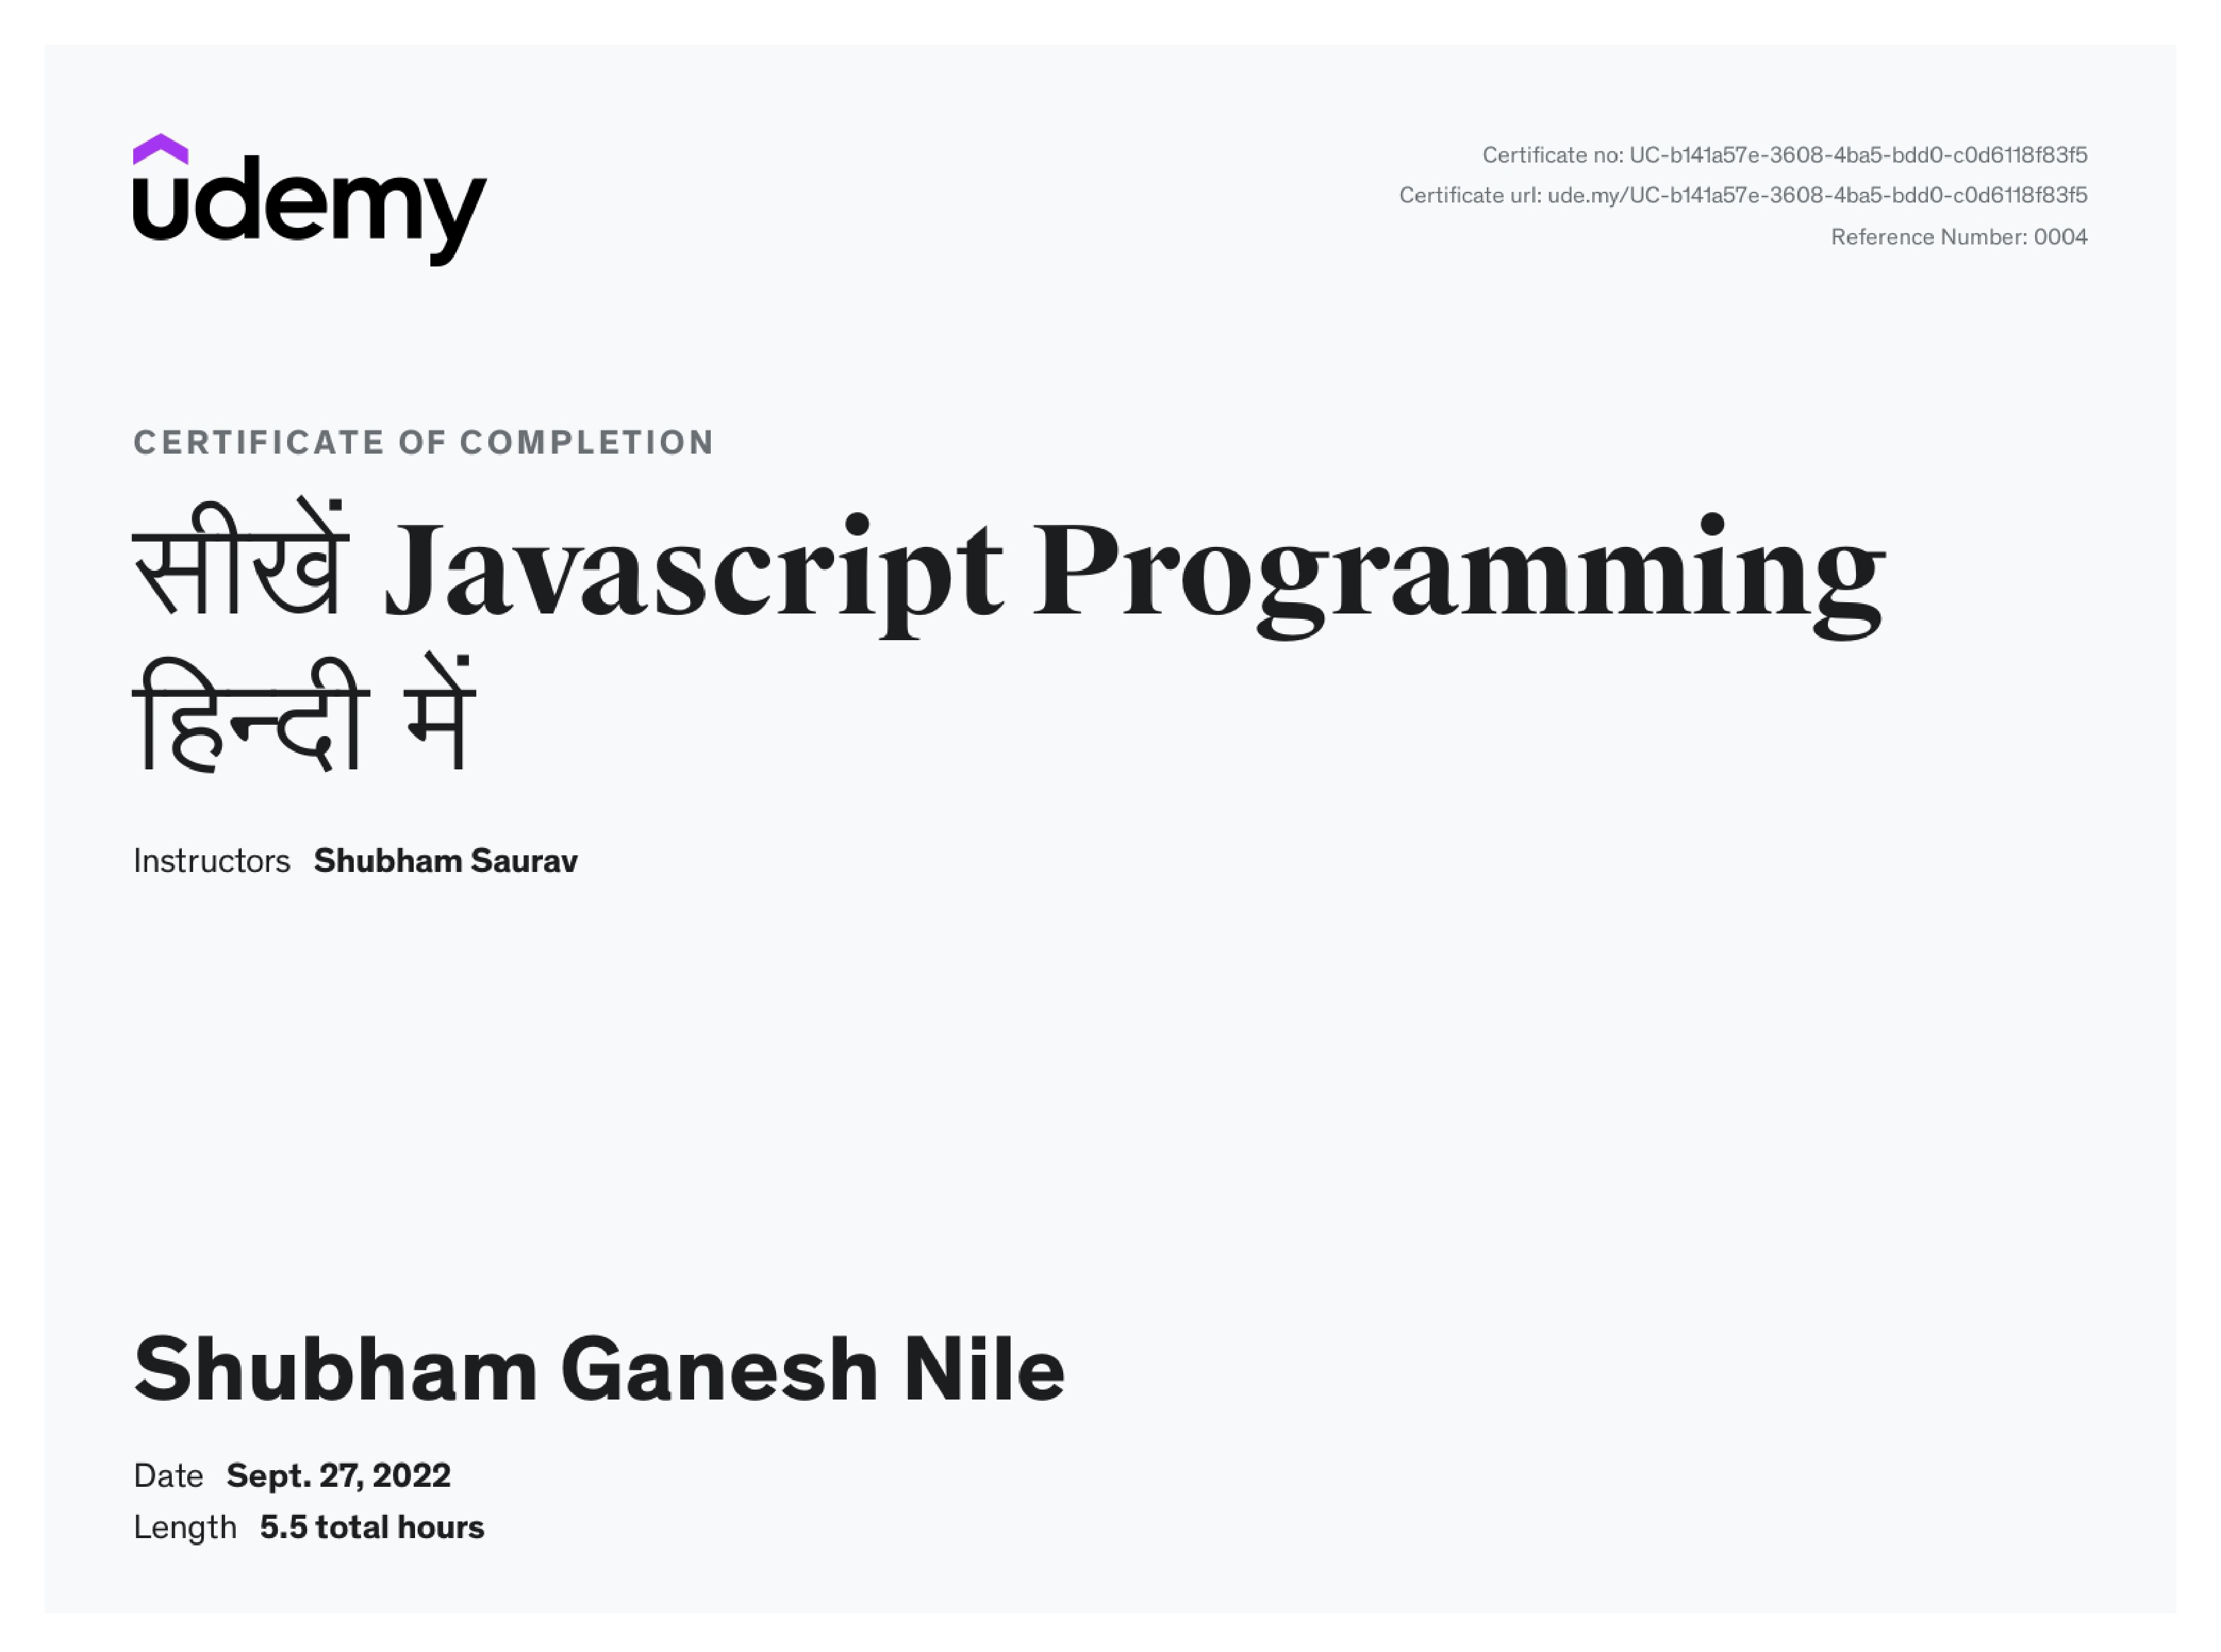 udemy
Certificate no: UC-b141a57e-3608-4ba5-bdd0-c0d6118f83f5
Certificate url: ude.my/UC-b141a57e-3608-4ba5-bdd0-c0d6118f83f5
Reference Number: 0004
CERTIFICATE OF COMPLETION
सीखें Javascript Programming
हिन्दी में
Instructors Shubham Saurav
Shubham Ganesh Nile
Date Sept. 27, 2022
Length 5.5 total hours